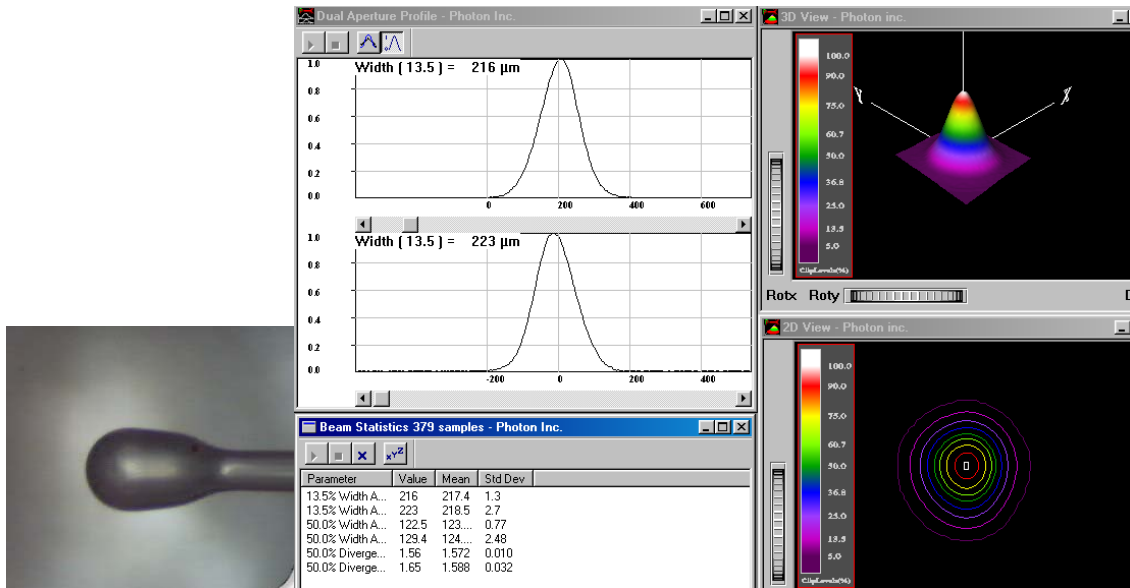 Dual Aperture Profile - Photon Inc.
Width ( 13.5 ) = 216 µm
1.0
0.8
0.6
0.4
0.2
0.0
0 200 400 600
Width ( 13.5 ) = 223 µm
1.0
0.8
0.6
0.4
0.2
0.0
-200 0 200 400
Beam Statistics 379 samples - Photon Inc.
XYZ
Parameter Value Mean Std Dev
13.5% Width A... 216 217.4 1.3
13.5% Width A... 223 218.5 2.7
50.0% Width A... 122.5 123.... 0.77
50.0% Width A... 129.4 124.... 2.48
50.0% Diverge... 1.56 1.572 0.010
50.0% Diverge... 1.65 1.588 0.032
3D View - Photon inc.
100.0
90.0
75.0
60.7
50.0
36.8
25.0
13.5
5.0
ClipLevels(%)
Y X
Rotx Roty D
2D View - Photon inc.
100.0
90.0
75.0
60.7
50.0
36.8
25.0
13.5
5.0
ClipLevels(%)